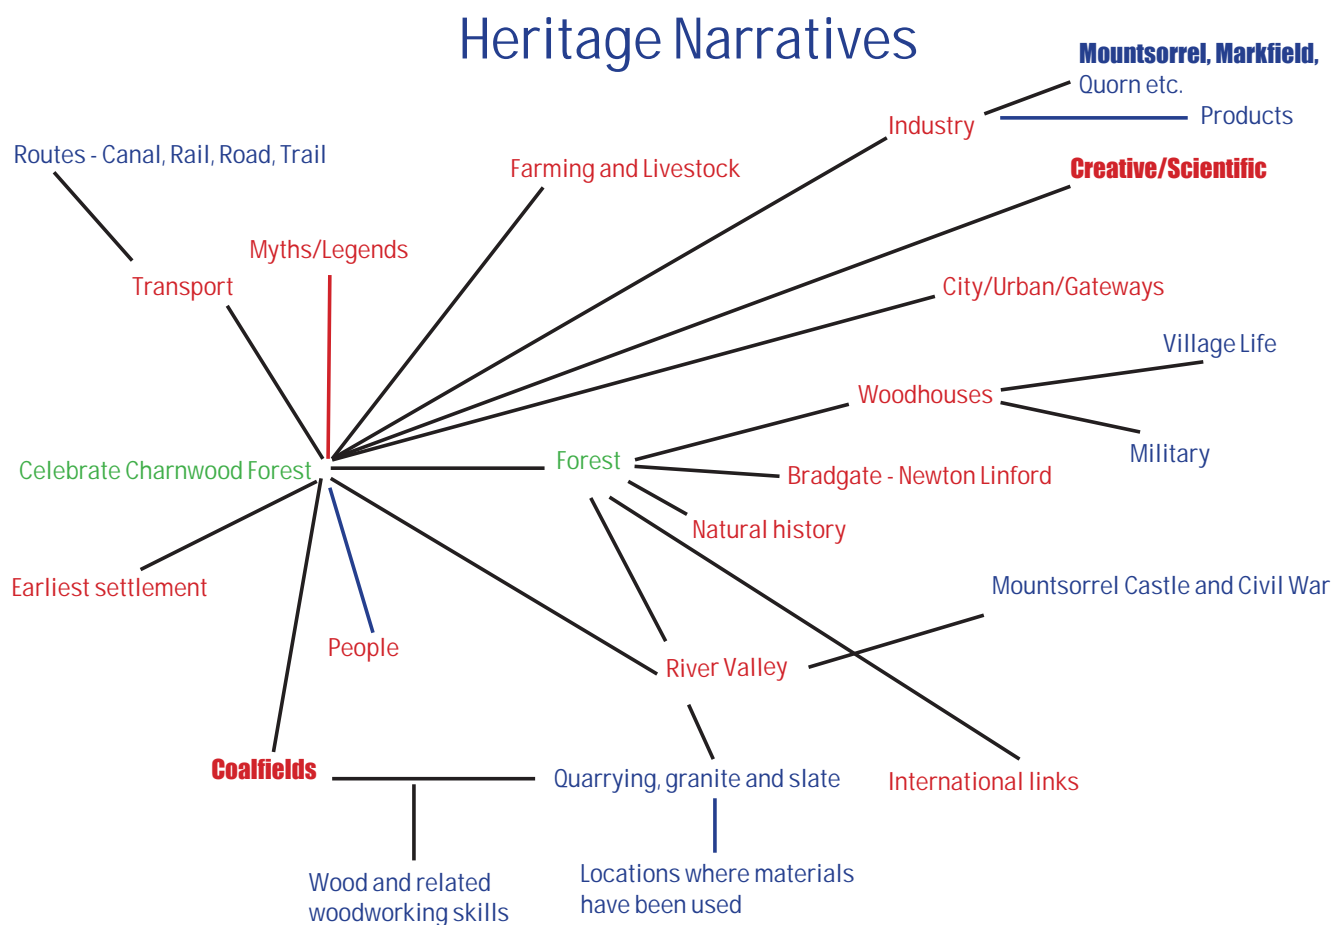 Heritage Narratives
Mountsorrel, Markfield,
Quorn etc.
Industry
Products
Routes - Canal, Rail, Road, Trail
Farming and Livestock
Creative/Scientific
Myths/Legends
Transport
City/Urban/Gateways
Village Life
Woodhouses
Military
Celebrate Charnwood Forest
Forest
Bradgate - Newton Linford
Natural history
Earliest settlement
Mountsorrel Castle and Civil War
People
River Valley
Coalfields
Quarrying, granite and slate
International links
Wood and related
woodworking skills
Locations where materials
have been used